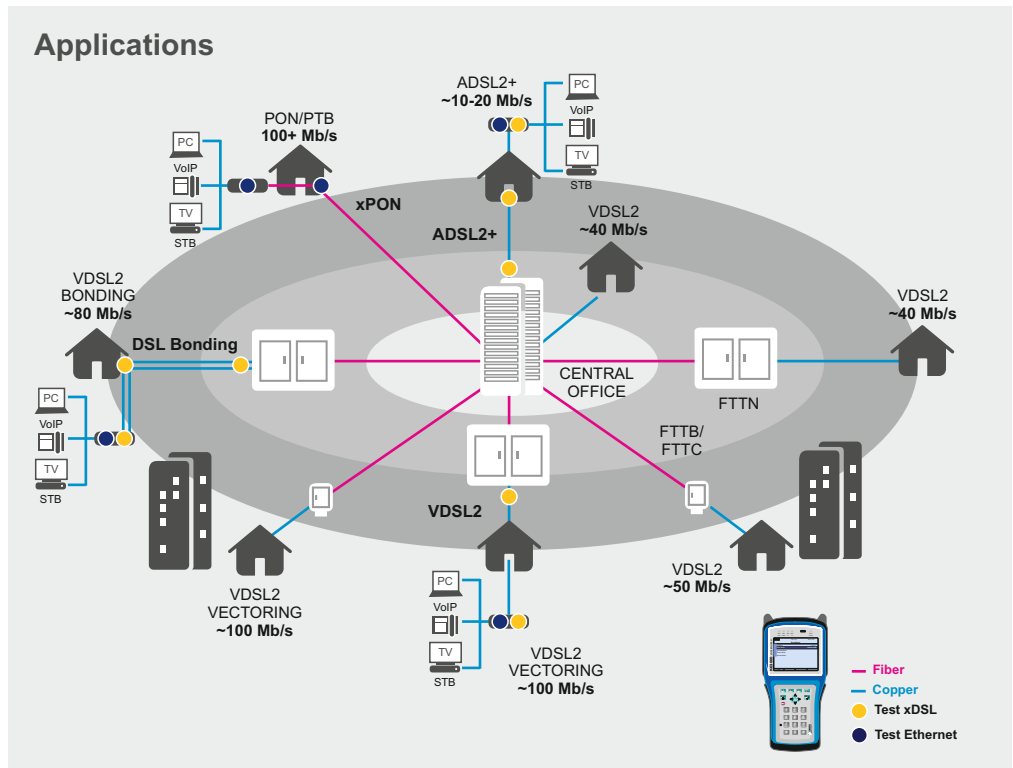 Applications
ADSL2+
~10-20 Mb/s
PC
VoIP
TV
STB
PON/PTB
100+ Mb/s
PC
VoIP
TV
STB
xPON
ADSL2+
VDSL2
~40 Mb/s
VDSL2
BONDING
~80 Mb/s
DSL Bonding
VDSL2
~40 Mb/s
CENTRAL
OFFICE
FTTN
PC
VoIP
TV
STB
FTTB/
FTTC
VDSL2
VDSL2
VECTORING
~100 Mb/s
VDSL2
~50 Mb/s
PC
VoIP
TV
STB
VDSL2
VECTORING
~100 Mb/s
Fiber
Copper
Test xDSL
Test Ethernet